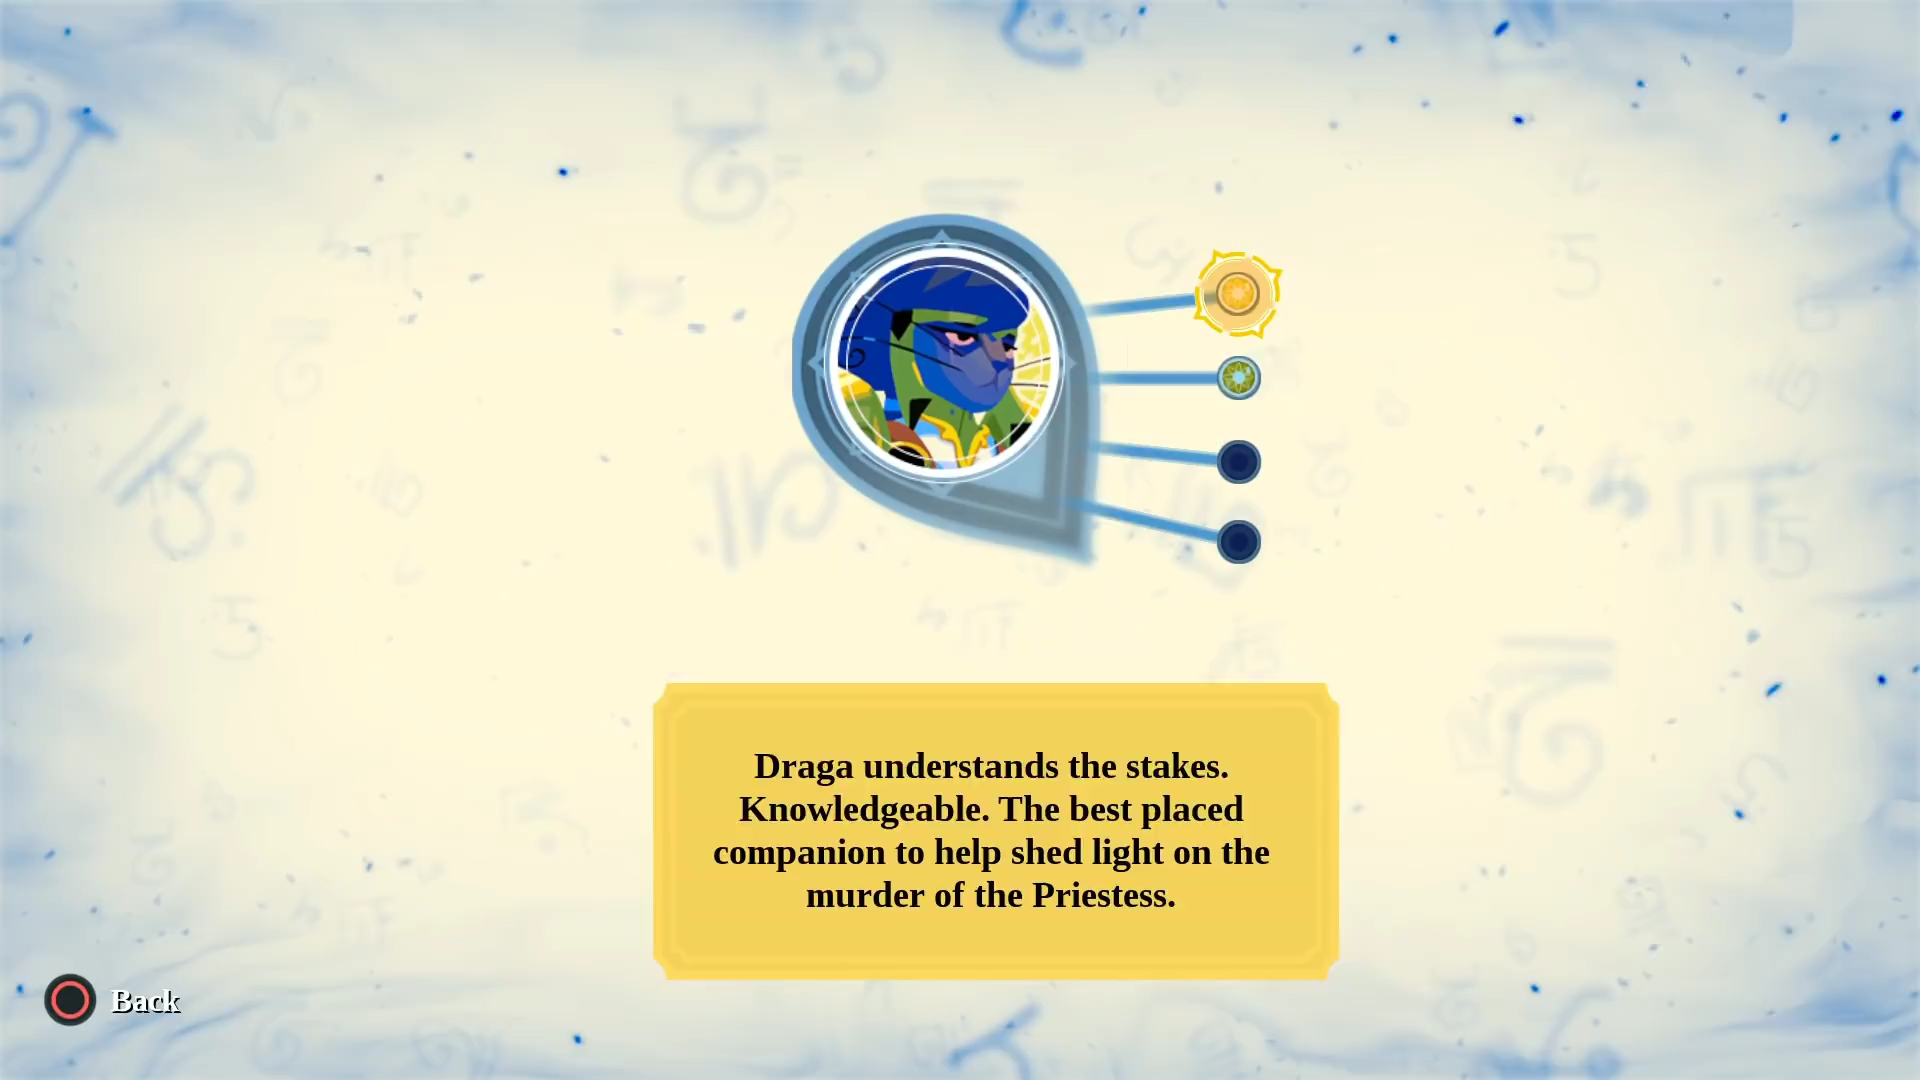 Draga understands the stakes.
Knowledgeable. The best placed
companion to help shed light on the
murder of the Priestess.
Back